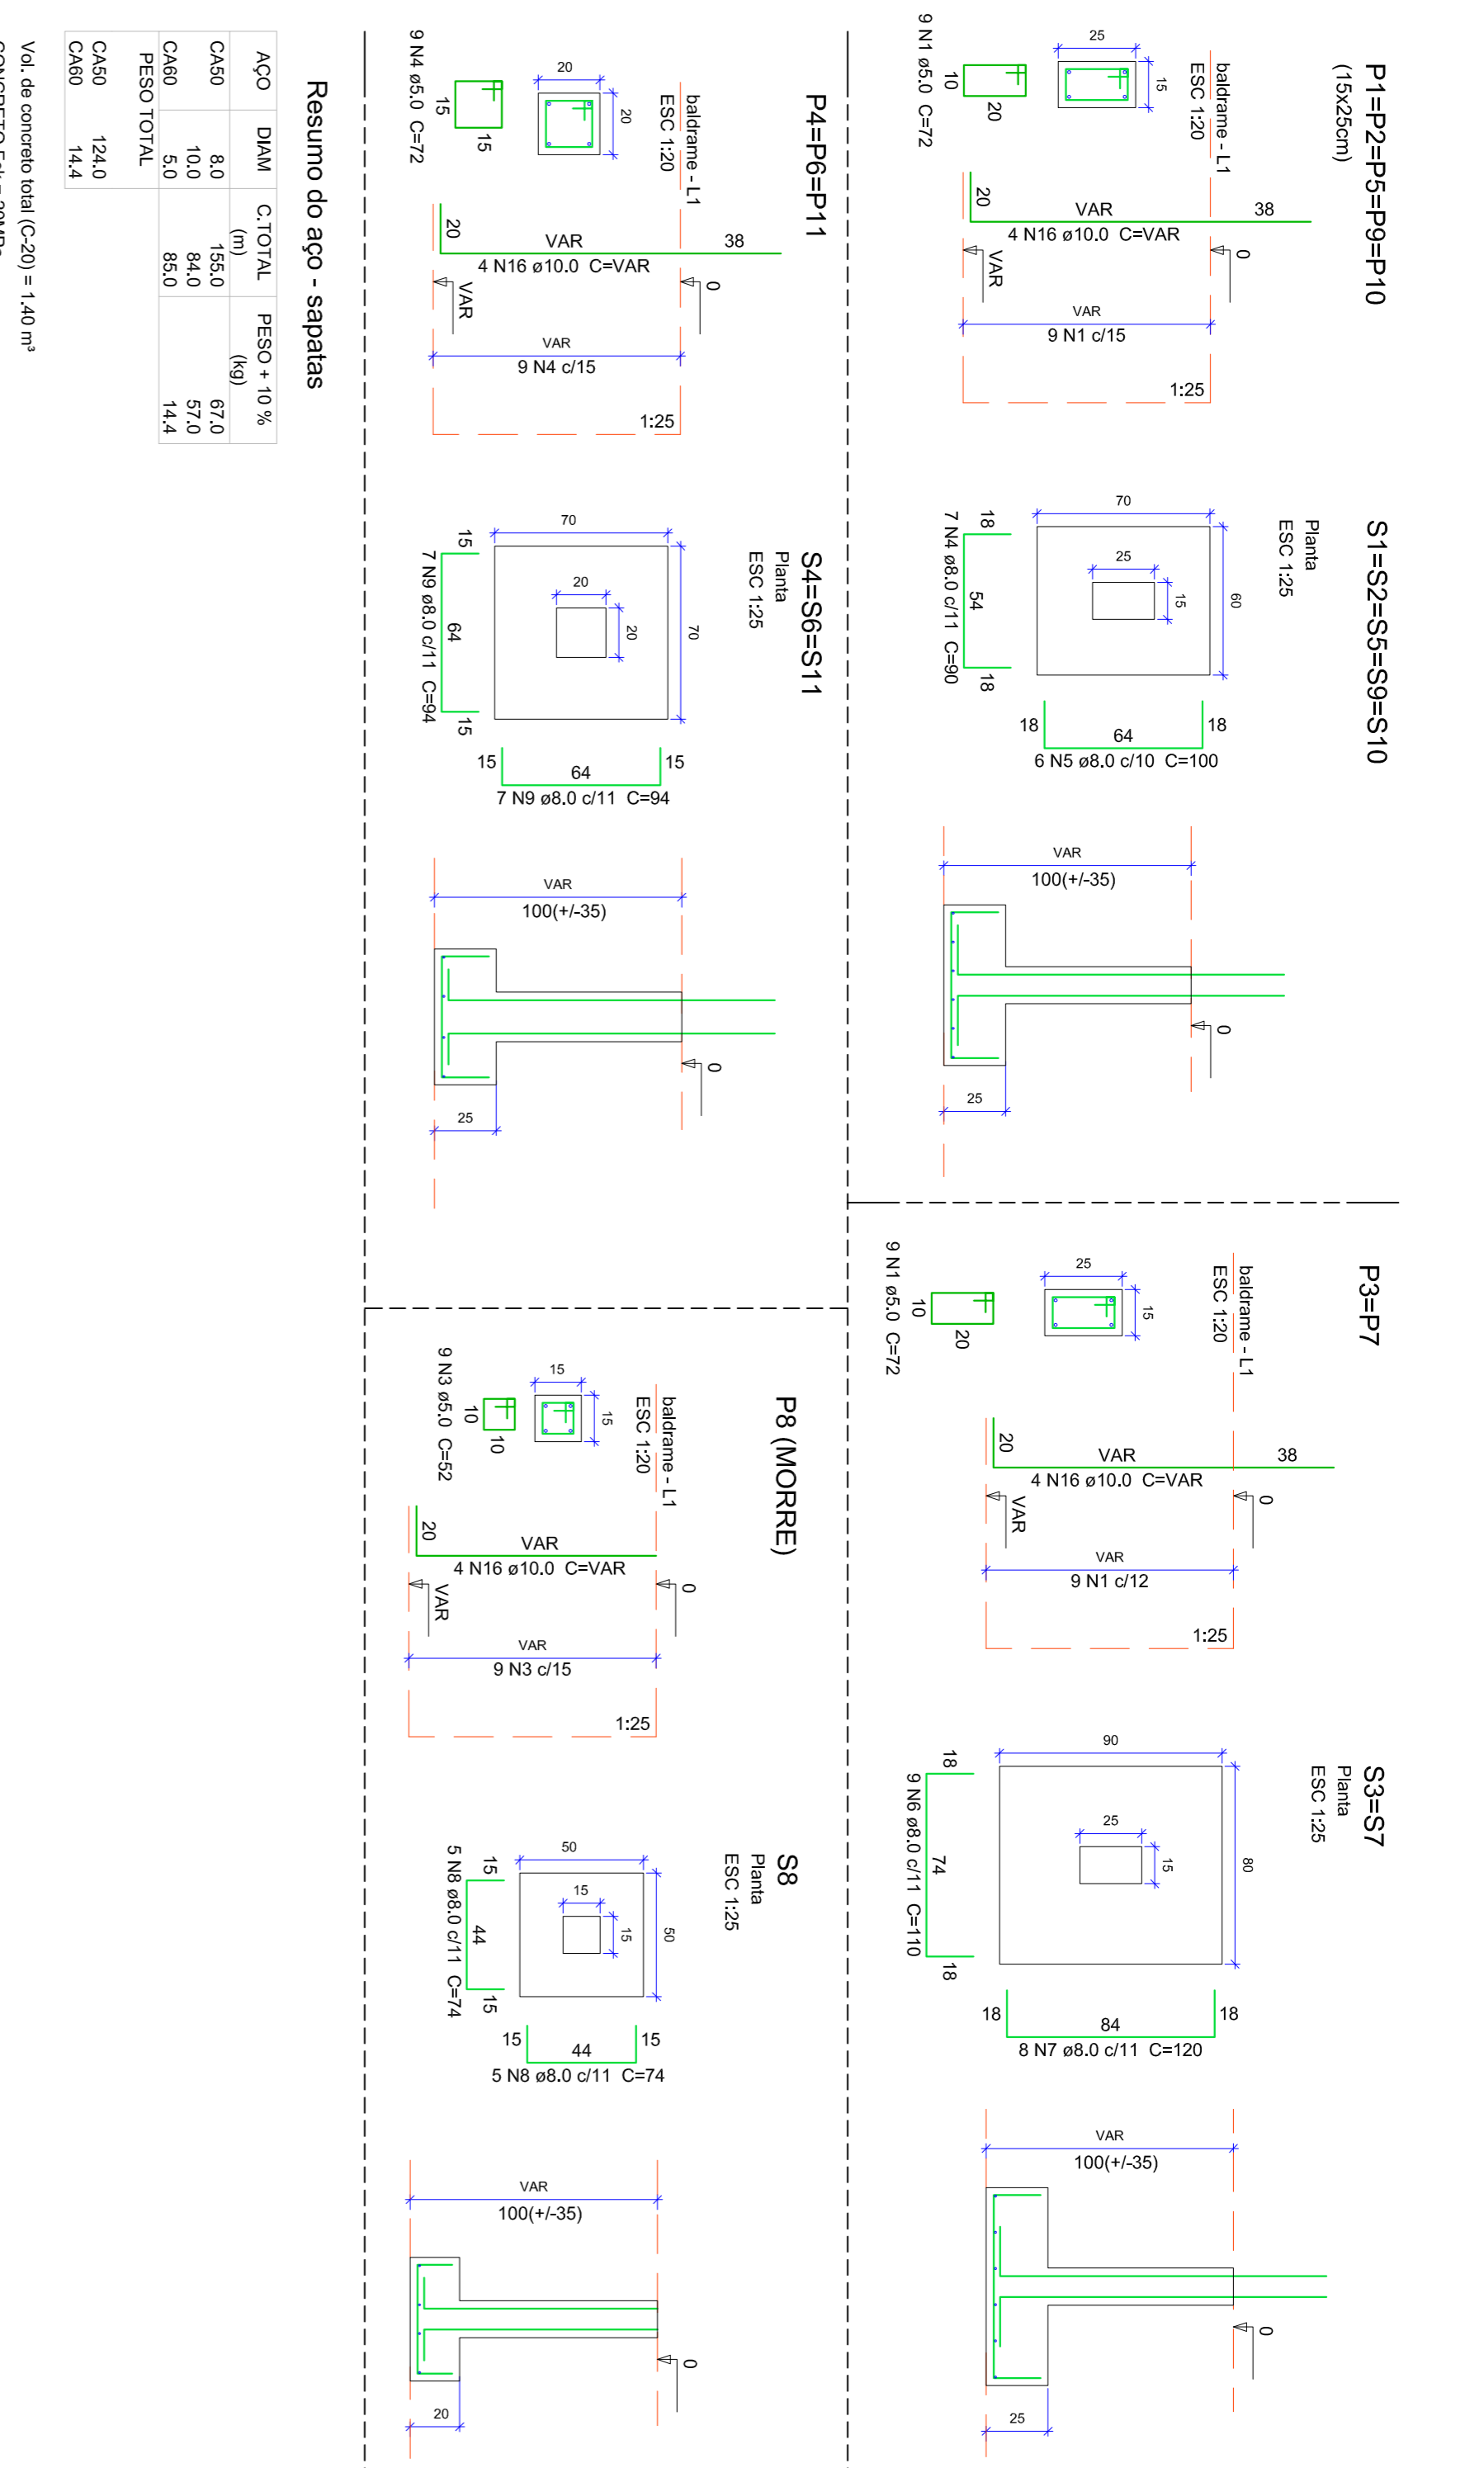 P1=P2=P5=P9=P10
(15x25cm)
baldrame - L1
ESC 1:20
25
15
10
20
9 N1 ø5.0 C=72
38
VAR
4 N16 ø10.0 C=VAR
20
0
VAR
VAR
9 N1 c/15
1:25
S1=S2=S5=S9=S10
Planta
ESC 1:25
70
60
25
15
18
54
18
7 N4 ø8.0 c/11 C=90
18
64
18
6 N5 ø8.0 c/10 C=100
VAR
100(+/-35)
0
25
P3=P7
baldrame - L1
ESC 1:20
25
15
10
20
9 N1 ø5.0 C=72
38
VAR
4 N16 ø10.0 C=VAR
20
0
VAR
VAR
9 N1 c/12
1:25
S3=S7
Planta
ESC 1:25
90
80
25
15
18
74
18
9 N6 ø8.0 c/11 C=110
18
84
18
8 N7 ø8.0 c/11 C=120
VAR
100(+/-35)
0
25
P4=P6=P11
baldrame - L1
ESC 1:20
20
20
15
15
9 N4 ø5.0 C=72
38
VAR
4 N16 ø10.0 C=VAR
20
0
VAR
VAR
9 N4 c/15
1:25
S4=S6=S11
Planta
ESC 1:25
70
70
20
20
15
64
15
7 N9 ø8.0 c/11 C=94
15
64
15
7 N9 ø8.0 c/11 C=94
VAR
100(+/-35)
0
25
P8 (MORRE)
baldrame - L1
ESC 1:20
15
15
10
10
9 N3 ø5.0 C=52
VAR
4 N16 ø10.0 C=VAR
20
0
VAR
VAR
9 N3 c/15
1:25
S8
Planta
ESC 1:25
50
50
15
15
15
44
15
5 N8 ø8.0 c/11 C=74
15
44
15
5 N8 ø8.0 c/11 C=74
VAR
100(+/-35)
0
20
Resumo do aço - sapatas
AÇO DIAM C.TOTAL PESO + 10 %
(m) (kg)
CA50 8.0 155.0 67.0
10.0 84.0 57.0
CA60 5.0 85.0 14.4
PESO TOTAL
CA50 124.0
CA60 14.4
Vol. de concreto total (C-20) = 1.40 m³